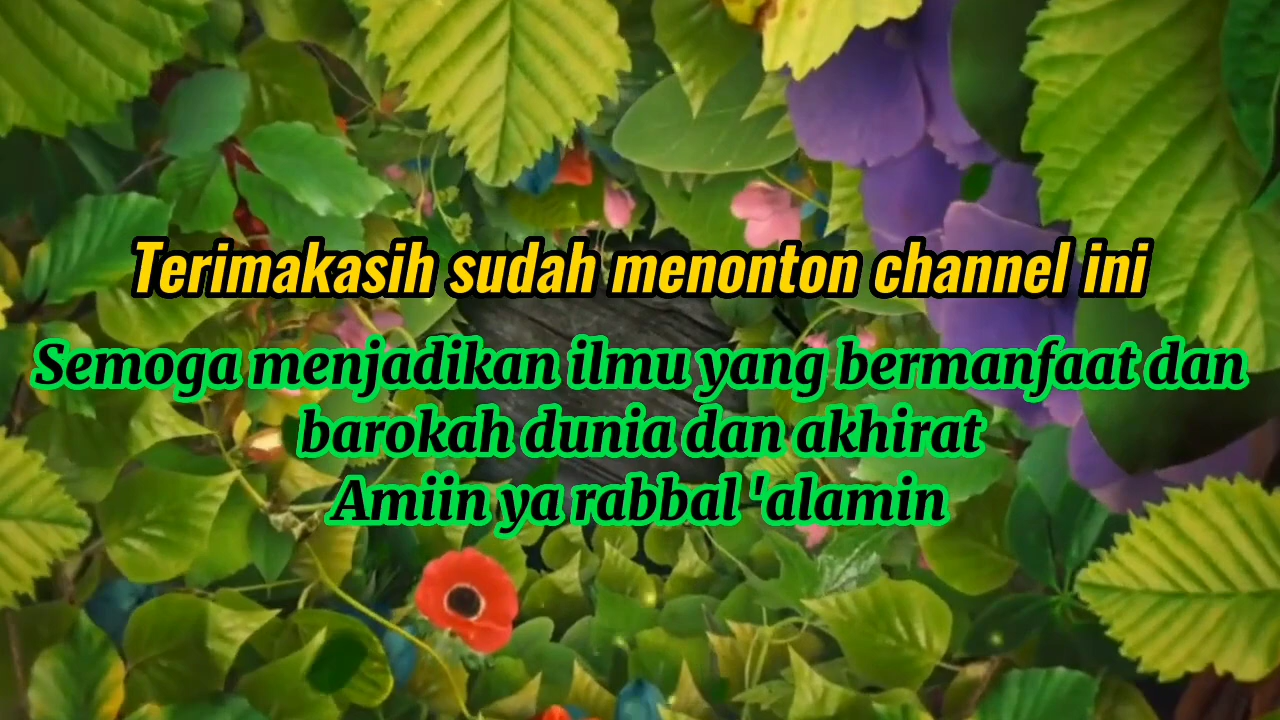 Terimakasih sudah menonton channel ini
Semoga menjadikan ilmu yang bermanfaat dan
barokah dunia dan akhirat
Amiin ya rabbal 'alamin